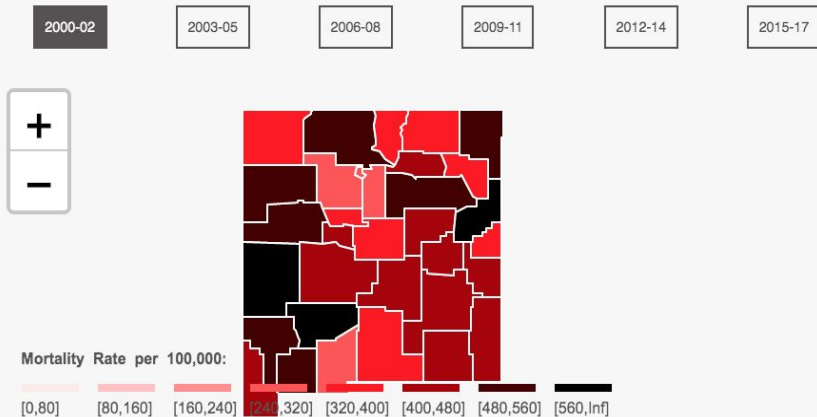 2000-02 2003-05 2006-08 2009-11 2012-14 2015-17
+
−
Mortality Rate per 100,000:
[0,80] [80,160] [160,240] [240,320] [320,400] [400,480] [480,560] [560,Inf]